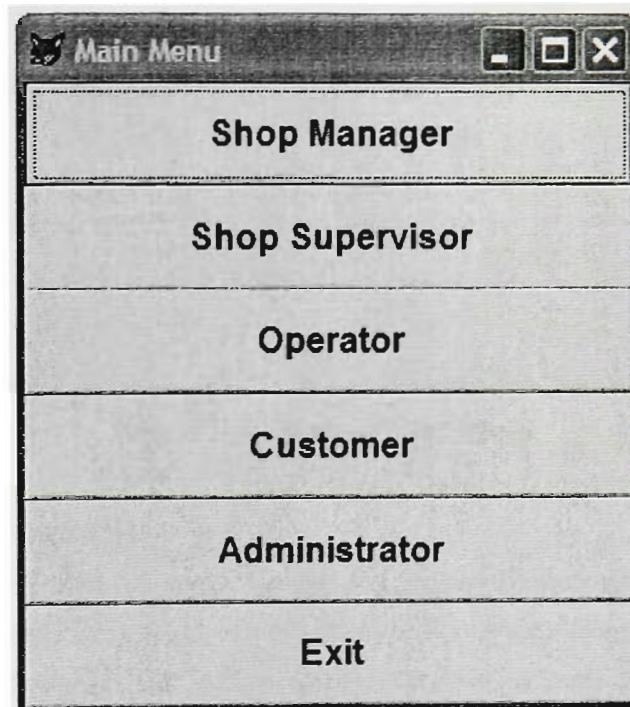 Main Menu
Shop Manager
Shop Supervisor
Operator
Customer
Administrator
Exit